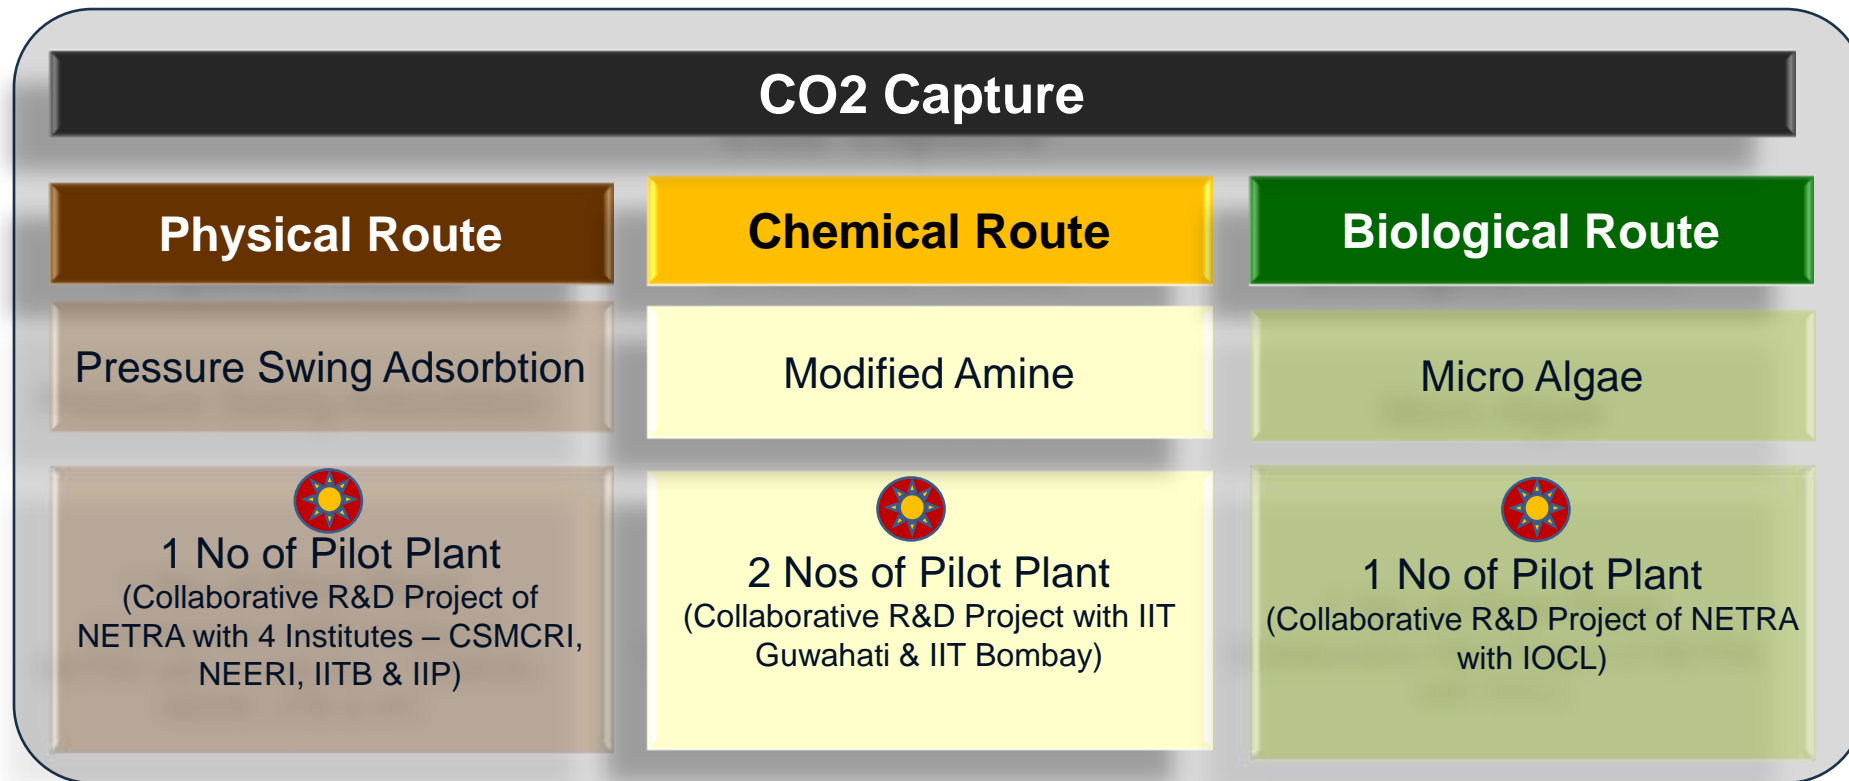 CO2 Capture
Physical Route
Chemical Route
Biological Route
Pressure Swing Adsorbtion
Modified Amine
Micro Algae
1 No of Pilot Plant
(Collaborative R&D Project of
NETRA with 4 Institutes – CSMCRI,
NEERI, IITB & IIP)
2 Nos of Pilot Plant
(Collaborative R&D Project with IIT
Guwahati & IIT Bombay)
1 No of Pilot Plant
(Collaborative R&D Project of NETRA
with IOCL)